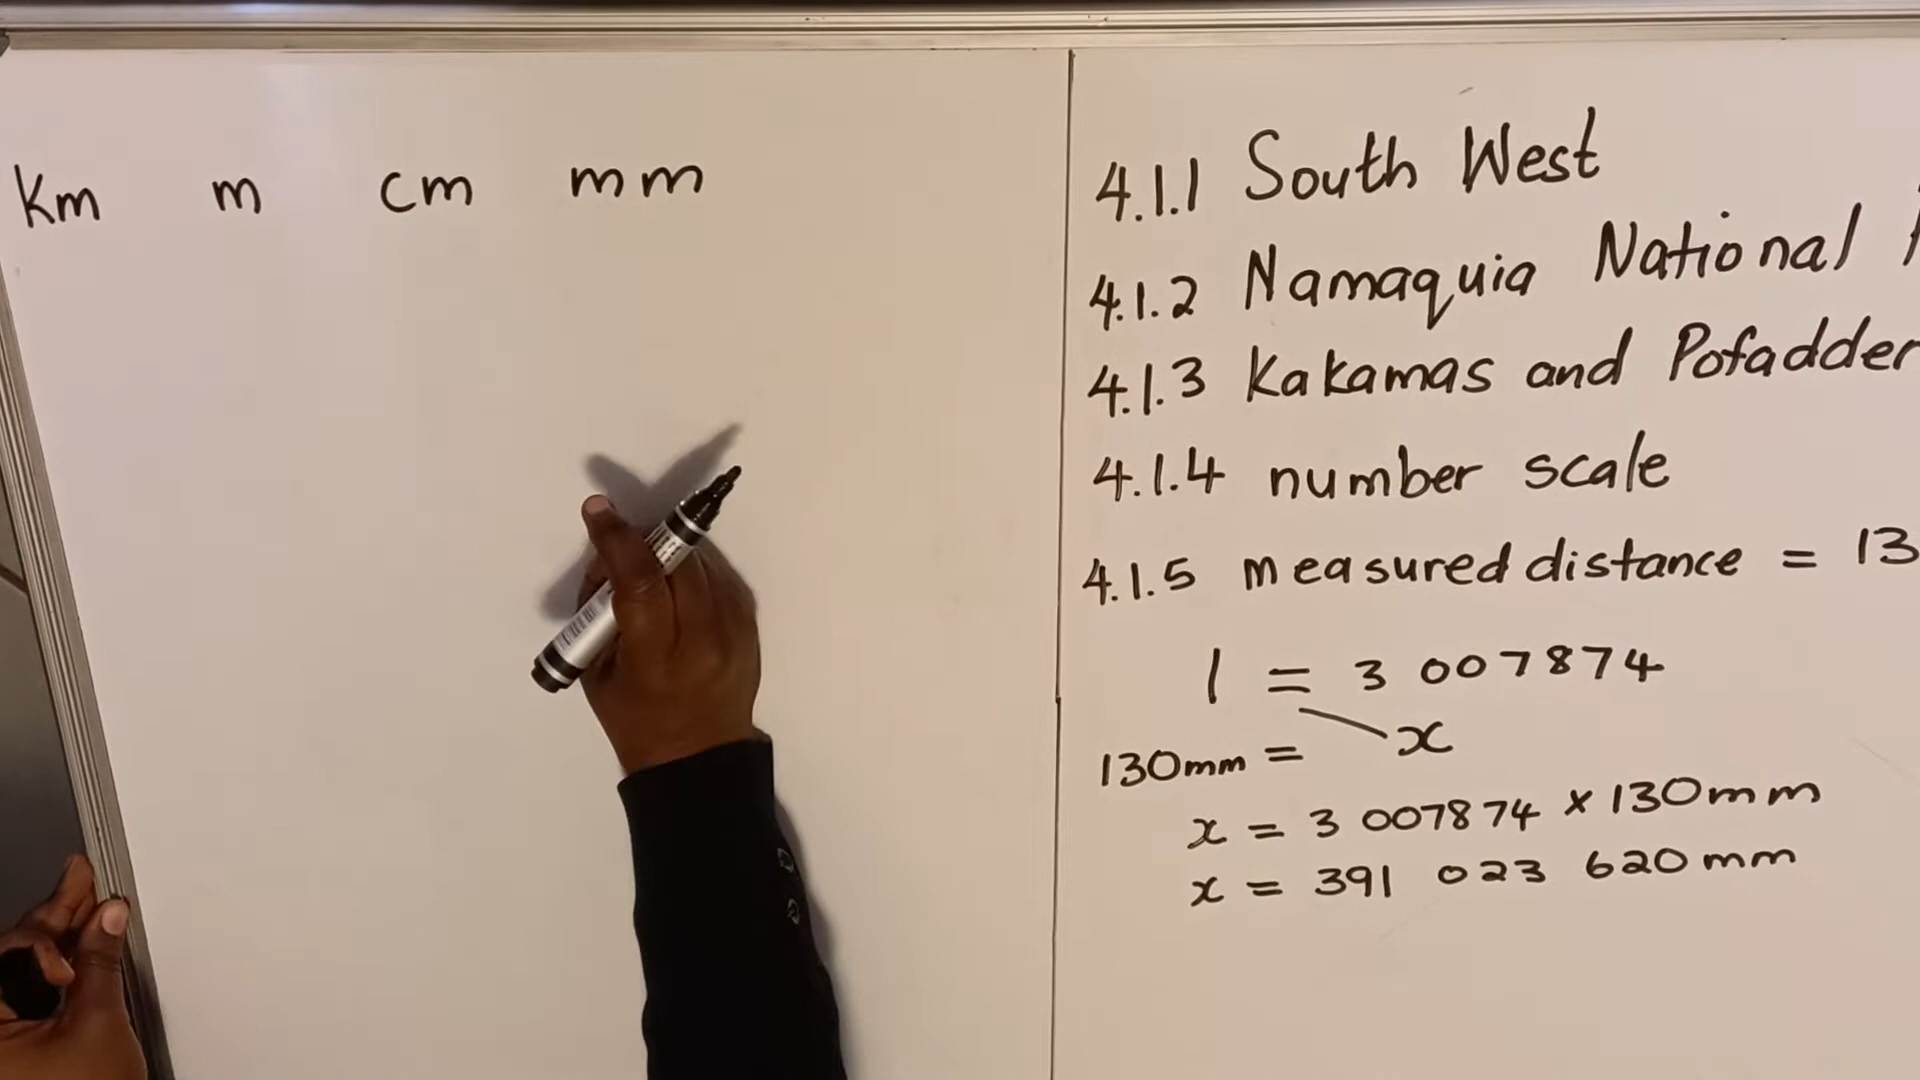 Km m cm mm
4.1.1 South West
4.1.2 Namaquia National
4.1.3 Kakamas and Pofadder
4.1.4 number scale
4.1.5 measured distance = 13
1 = 3 007874
130mm = x
x = 3 007874 x 130mm
x = 391 023 620mm